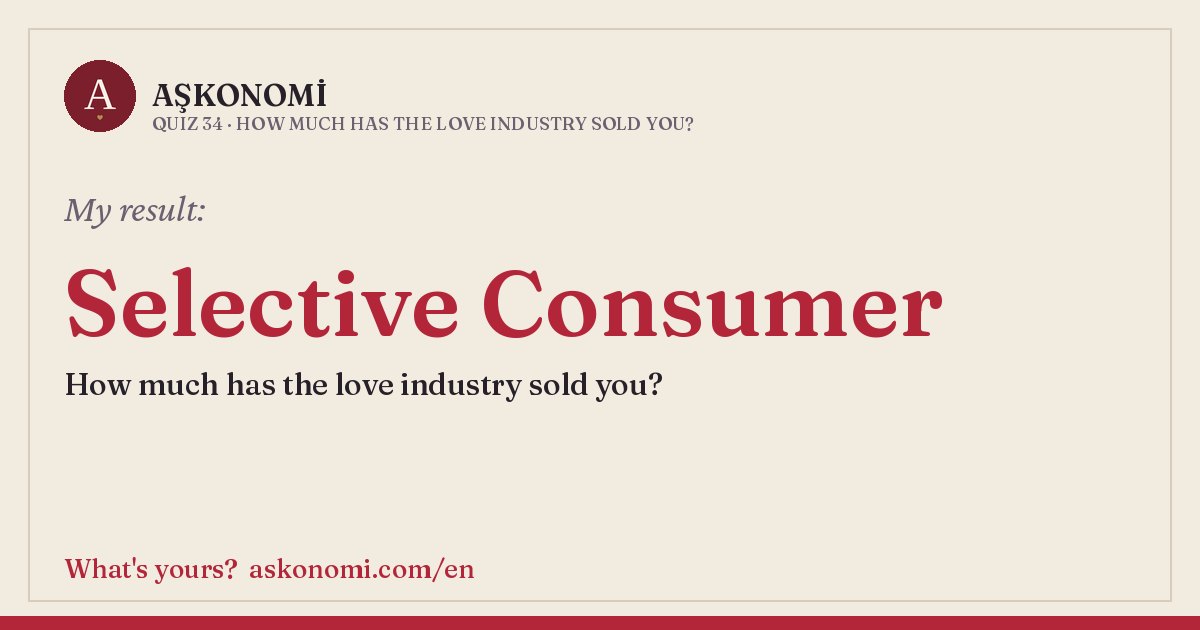 A
AŞKONOMİ
QUIZ 34 · HOW MUCH HAS THE LOVE INDUSTRY SOLD YOU?
My result:
Selective Consumer
How much has the love industry sold you?
What's yours? askonomi.com/en